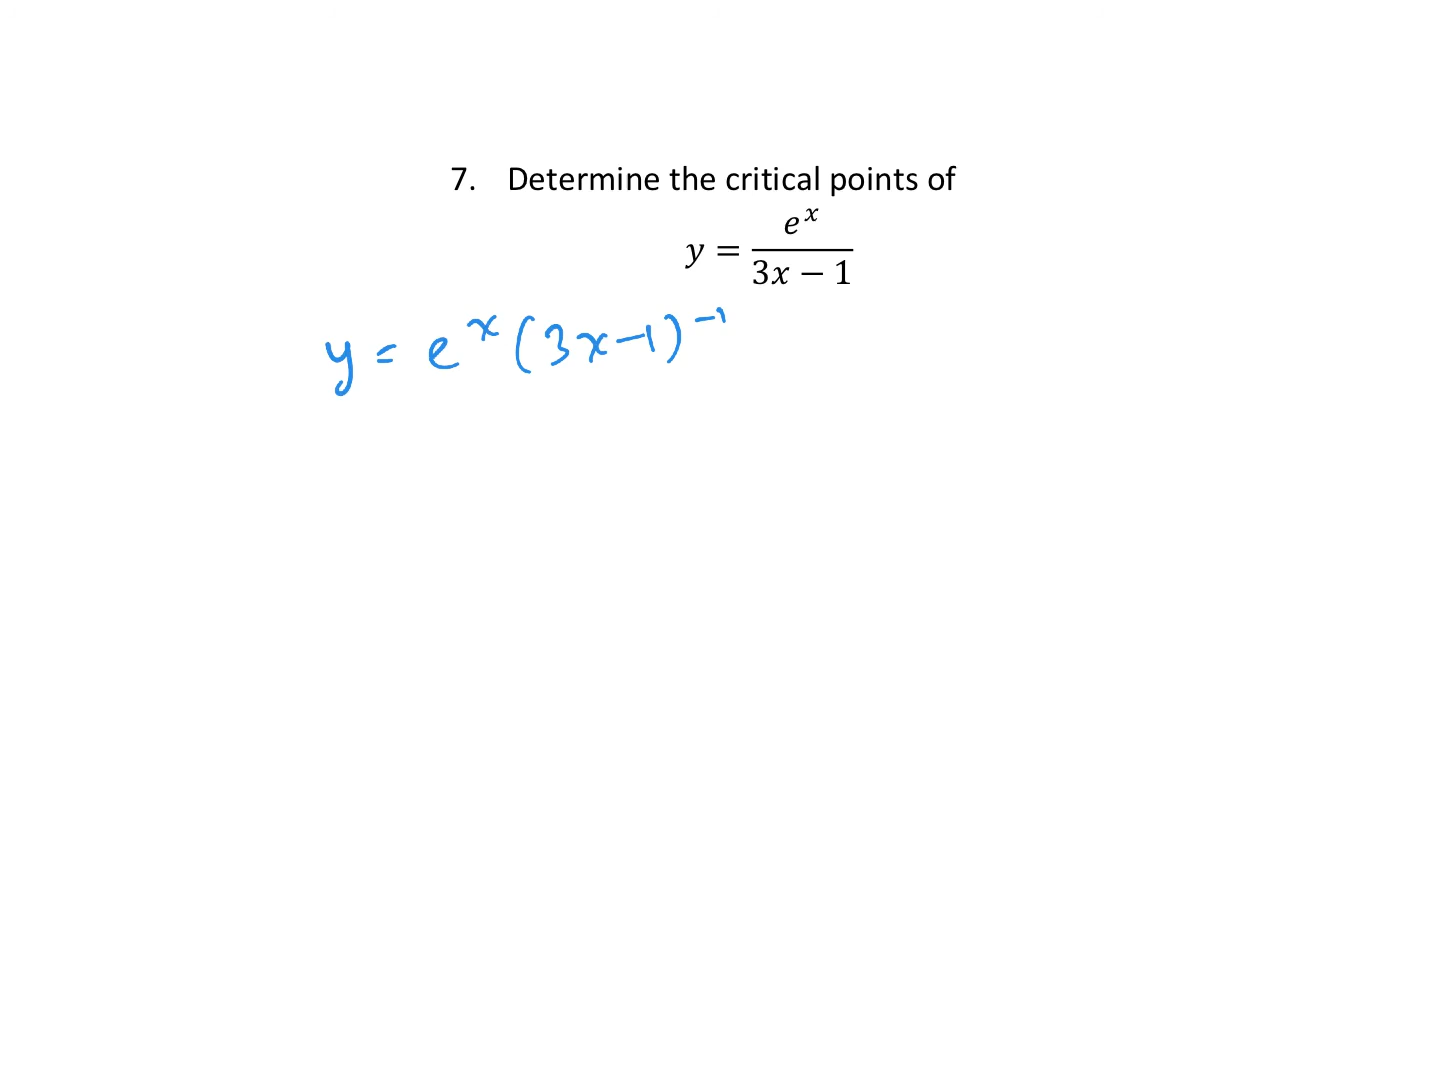 7. Determine the critical points of
y = e^x / (3x − 1)
y = e^x (3x-1)^-1